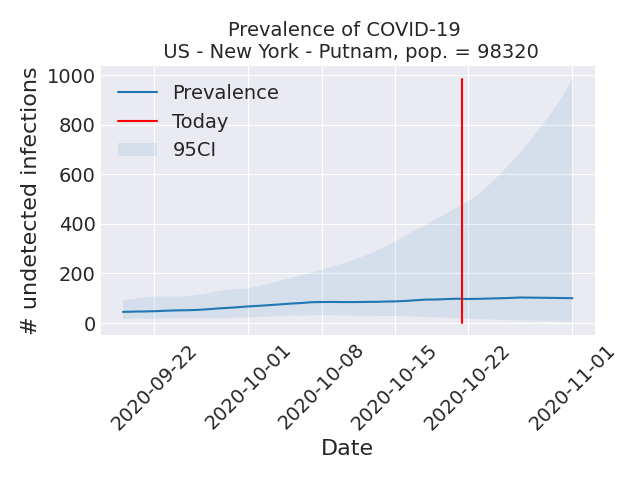 Prevalence of COVID-19
US - New York - Putnam, pop. = 98320
# undetected infections
1000
800
600
400
200
0
Prevalence
Today
95CI
2020-09-22
2020-10-01
2020-10-08
2020-10-15
2020-10-22
2020-11-01
Date